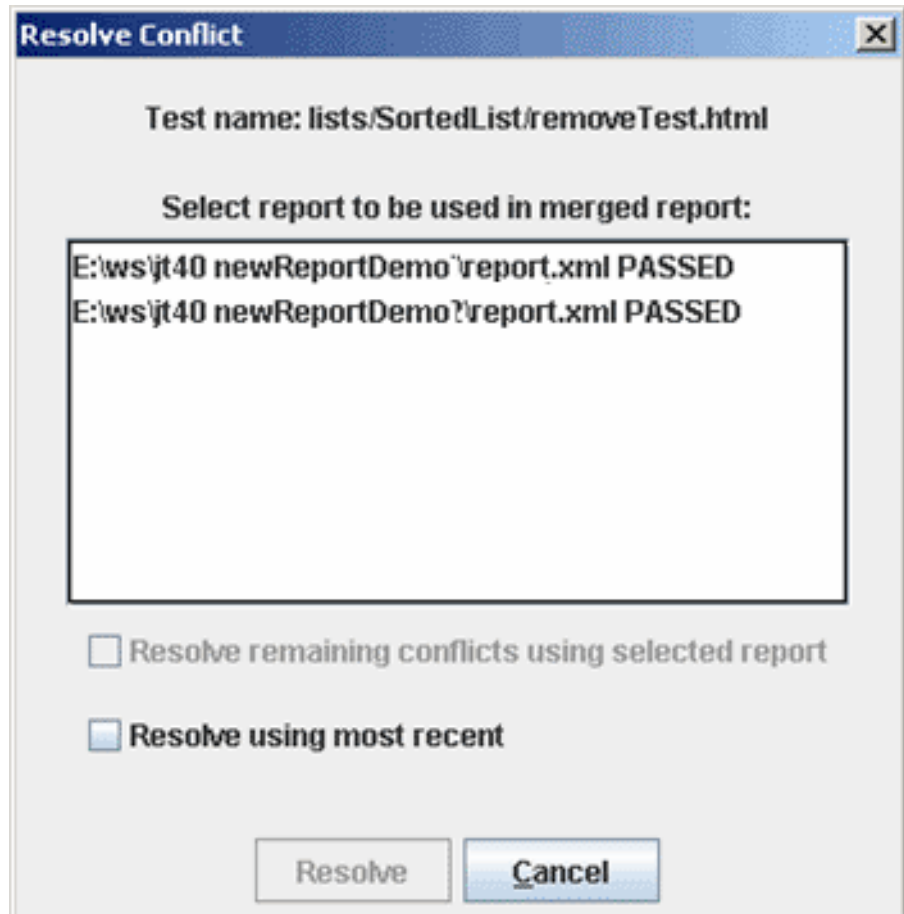 Resolve Conflict
Test name: lists/SortedList/removeTest.html
Select report to be used in merged report:
E:\ws\jt40 \report.xml PASSED
E:\ws\jt40 \report.xml PASSED
Resolve remaining conflicts using selected report
Resolve using most recent
Resolve
Cancel